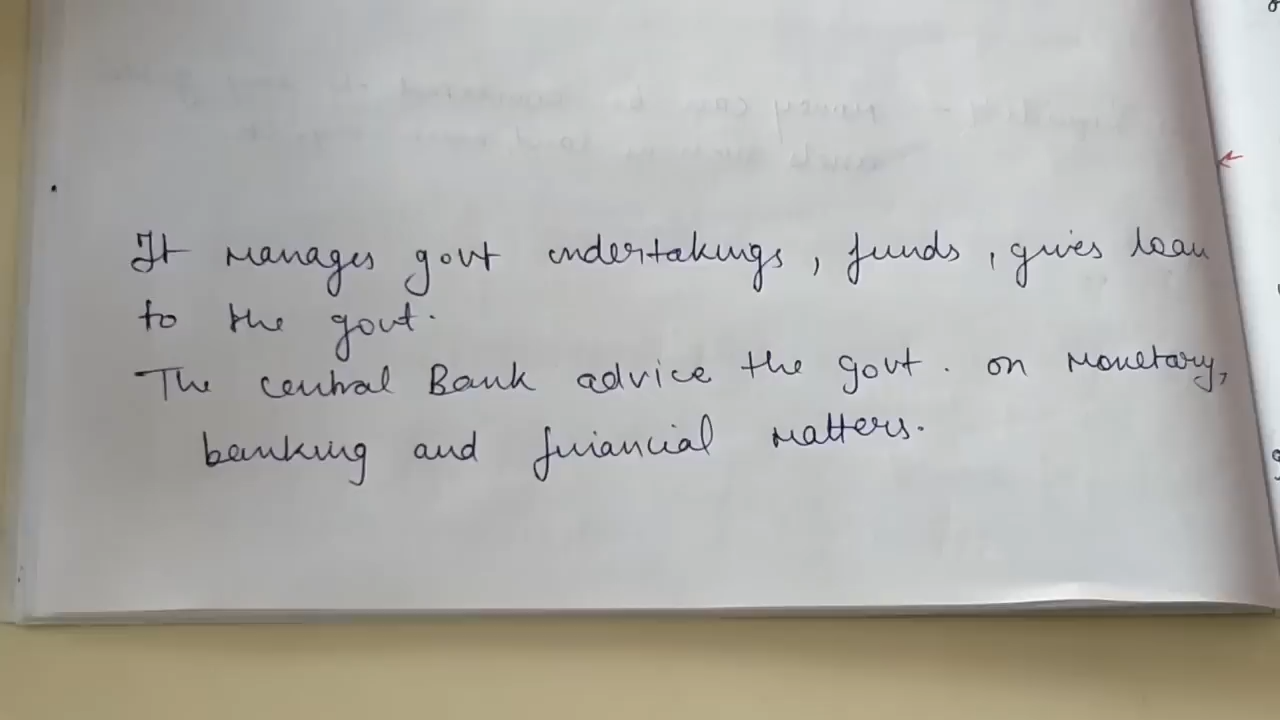 It manages govt undertakings, funds, gives loan
to the govt.
The central Bank advice the govt. on monetary,
banking and financial matters.